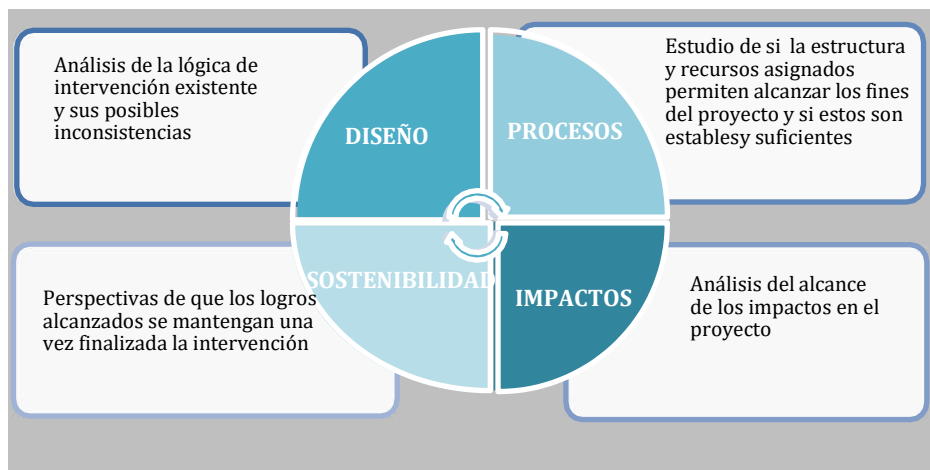 Análisis de la lógica de
intervención existente
y sus posibles
inconsistencias
DISEÑO
PROCESOS
Estudio de si la estructura
y recursos asignados
permiten alcanzar los fines
del proyecto y si estos son
establesy suficientes
Perspectivas de que los logros
alcanzados se mantengan una
vez finalizada la intervención
SOSTENIBILIDAD
IMPACTOS
Análisis del alcance
de los impactos en el
proyecto